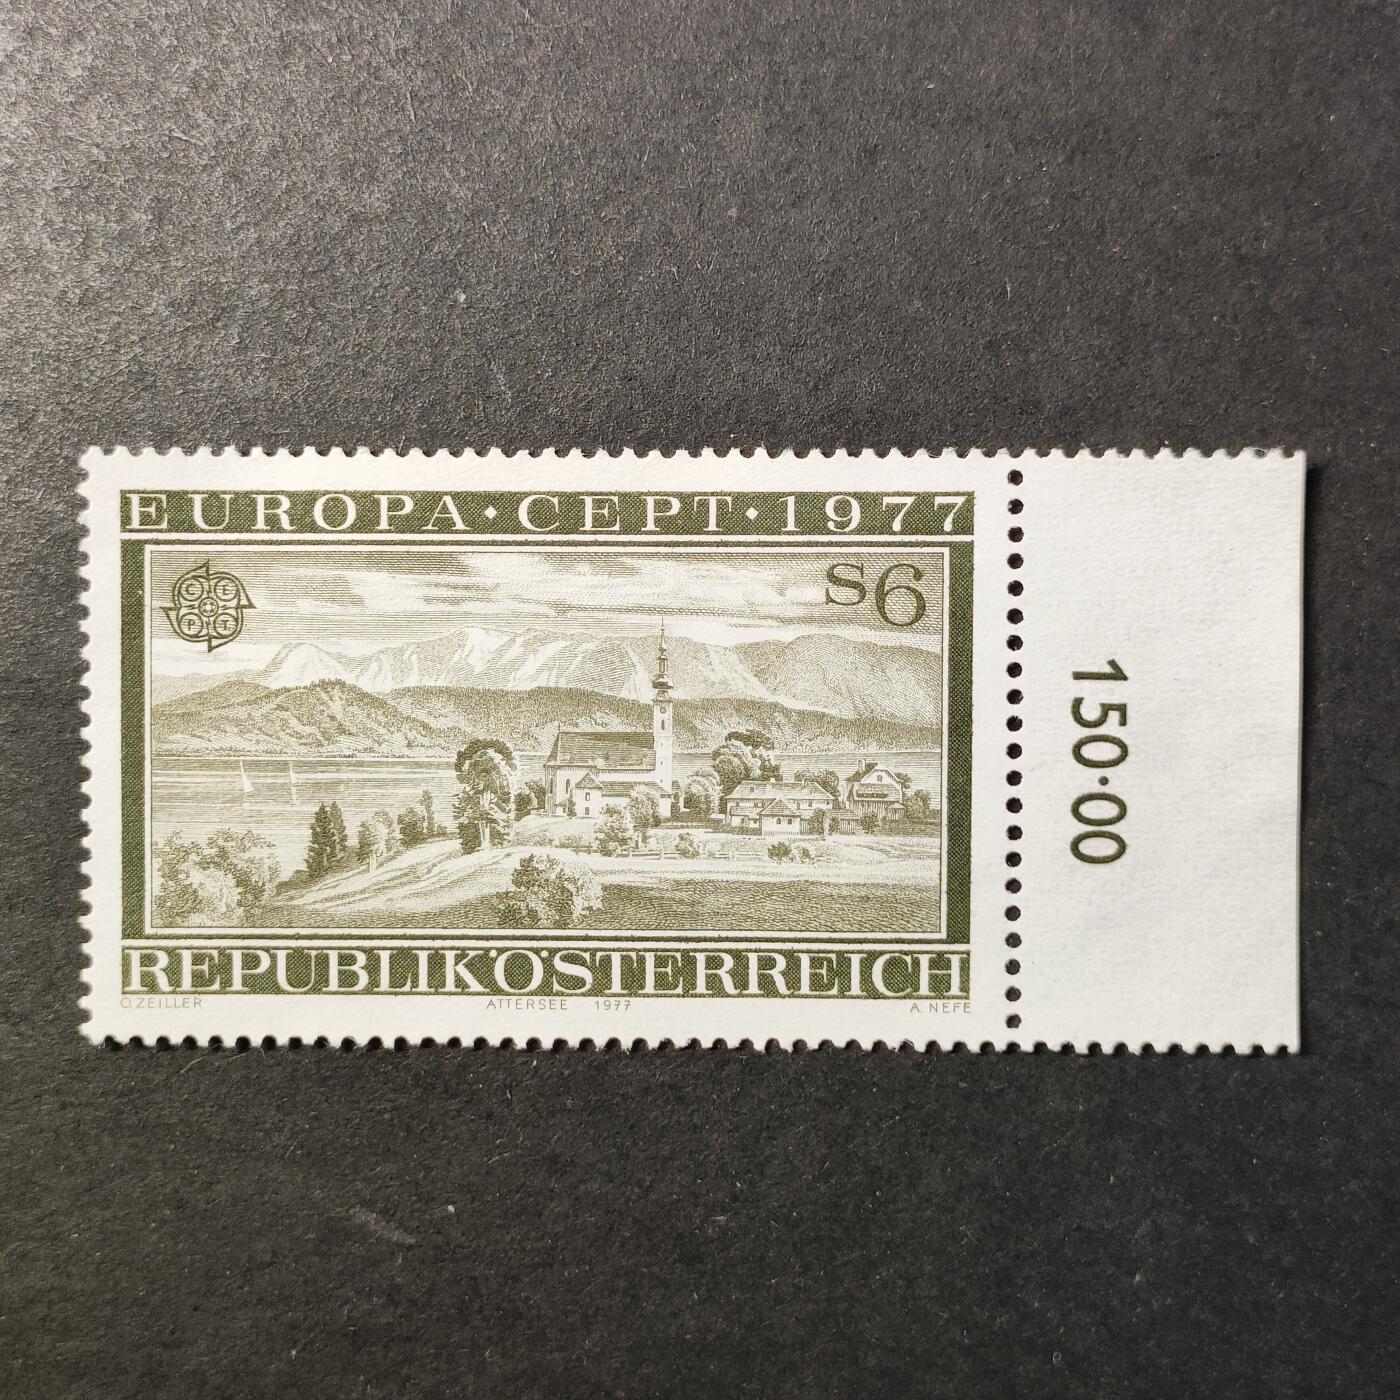 EUROPA·CEPT·1977
C E
P T
S6
REPUBLIK·ÖSTERREICH
O.ZEILLER ATTERSEE 1977 A. NEFE
150·00